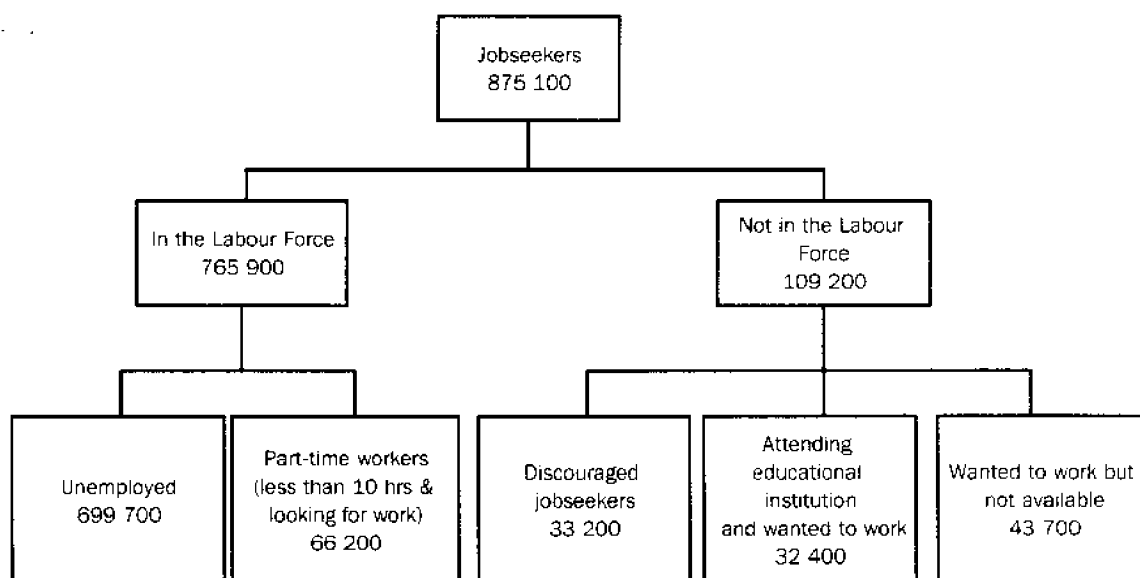 Jobseekers
875 100
In the Labour Force
765 900
Not in the Labour
Force
109 200
Unemployed
699 700
Part-time workers
(less than 10 hrs &
looking for work)
66 200
Discouraged
jobseekers
33 200
Attending
educational
institution
and wanted to work
32 400
Wanted to work but
not available
43 700